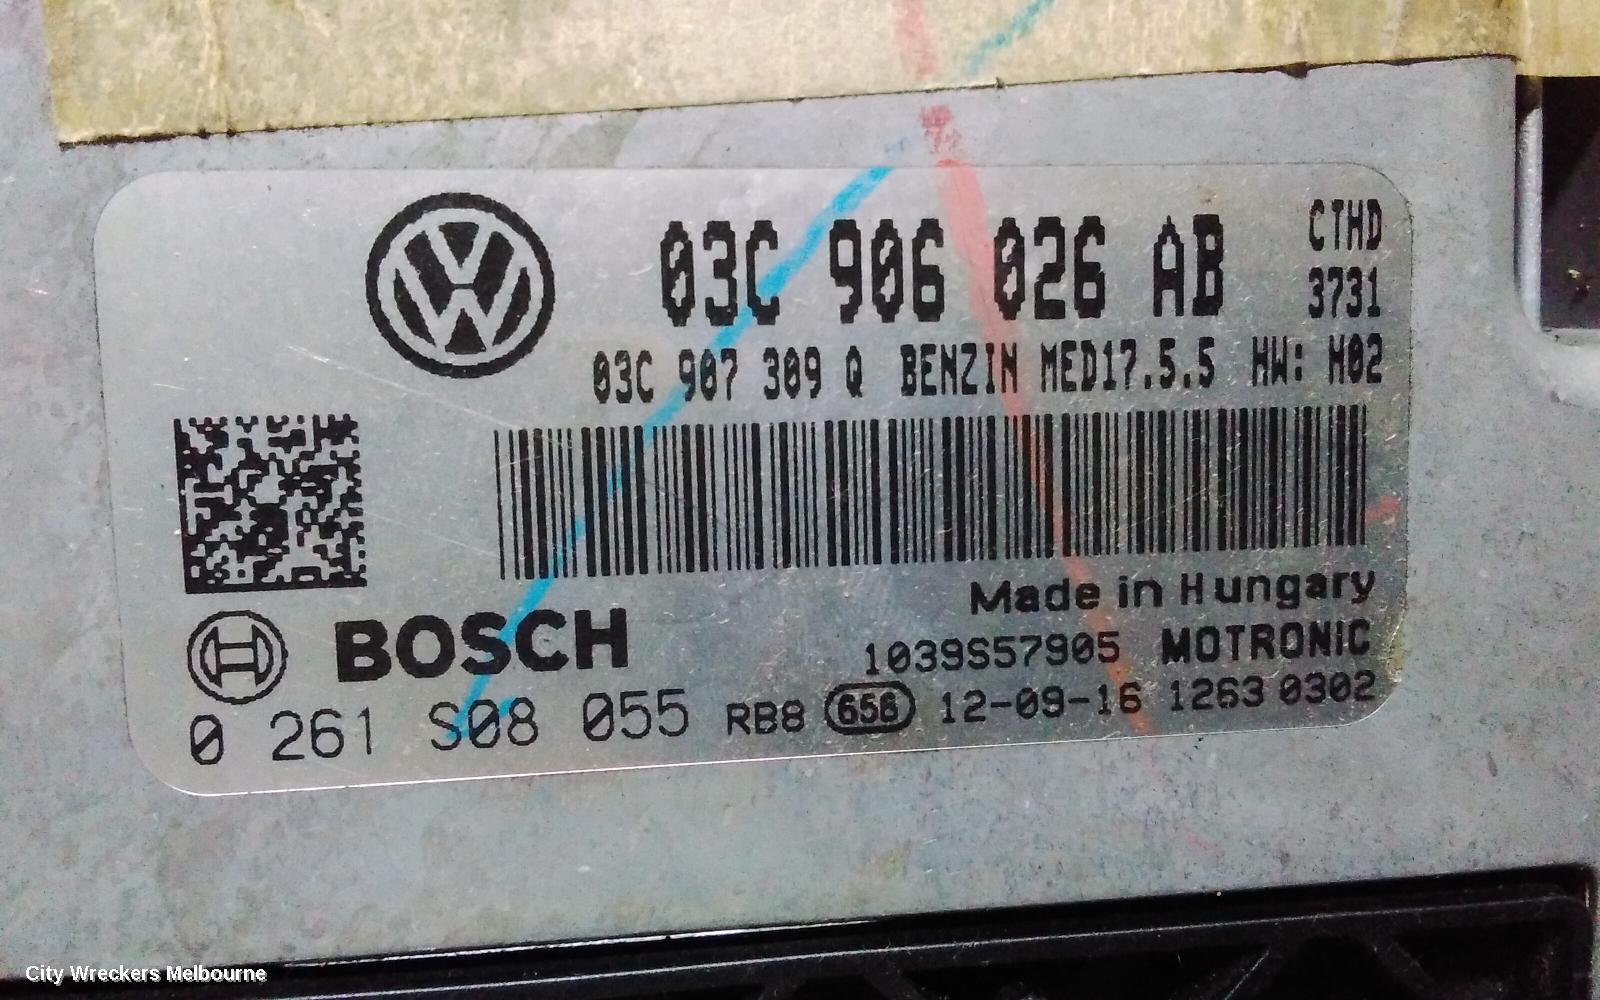 03C 906 026 AB CTHD
3731
03C 907 309 Q BENZIN MED17.5.5 HW: H02
Made in Hungary
BOSCH 1039S57905 MOTRONIC
0 261 S08 055 RB8 656 12-09-16 1263 0302
City Wreckers Melbourne